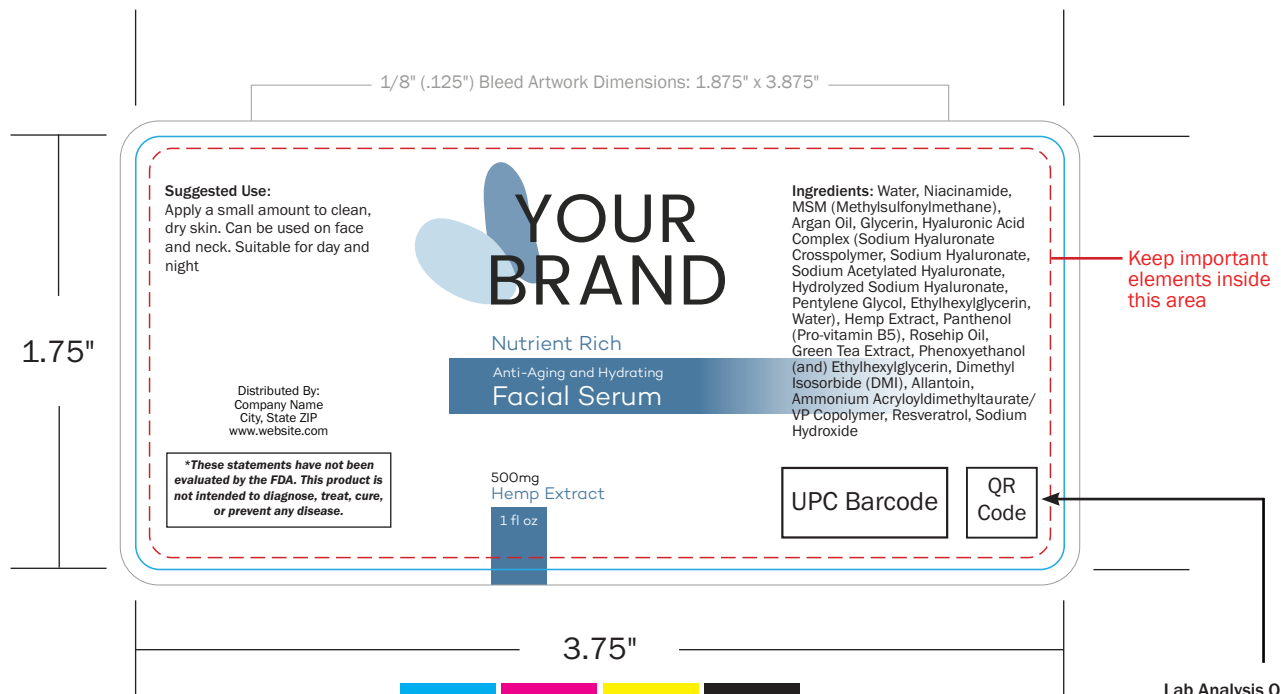 1/8" (.125") Bleed Artwork Dimensions: 1.875" x 3.875"
1.75"
Suggested Use:
Apply a small amount to clean,
dry skin. Can be used on face
and neck. Suitable for day and
night
Distributed By:
Company Name
City, State ZIP
www.website.com
*These statements have not been
evaluated by the FDA. This product is
not intended to diagnose, treat, cure,
or prevent any disease.
YOUR
BRAND
Nutrient Rich
Anti-Aging and Hydrating
Facial Serum
500mg
Hemp Extract
1 fl oz
Ingredients: Water, Niacinamide,
MSM (Methylsulfonylmethane),
Argan Oil, Glycerin, Hyaluronic Acid
Complex (Sodium Hyaluronate
Crosspolymer, Sodium Hyaluronate,
Sodium Acetylated Hyaluronate,
Hydrolyzed Sodium Hyaluronate,
Pentylene Glycol, Ethylhexylglycerin,
Water), Hemp Extract, Panthenol
(Pro-vitamin B5), Rosehip Oil,
Green Tea Extract, Phenoxyethanol
(and) Ethylhexylglycerin, Dimethyl
Isosorbide (DMI), Allantoin,
Ammonium Acryloyldimethyltaurate/
VP Copolymer, Resveratrol, Sodium
Hydroxide
UPC Barcode
QR
Code
Keep important
elements inside
this area
3.75"
Lab Analysis